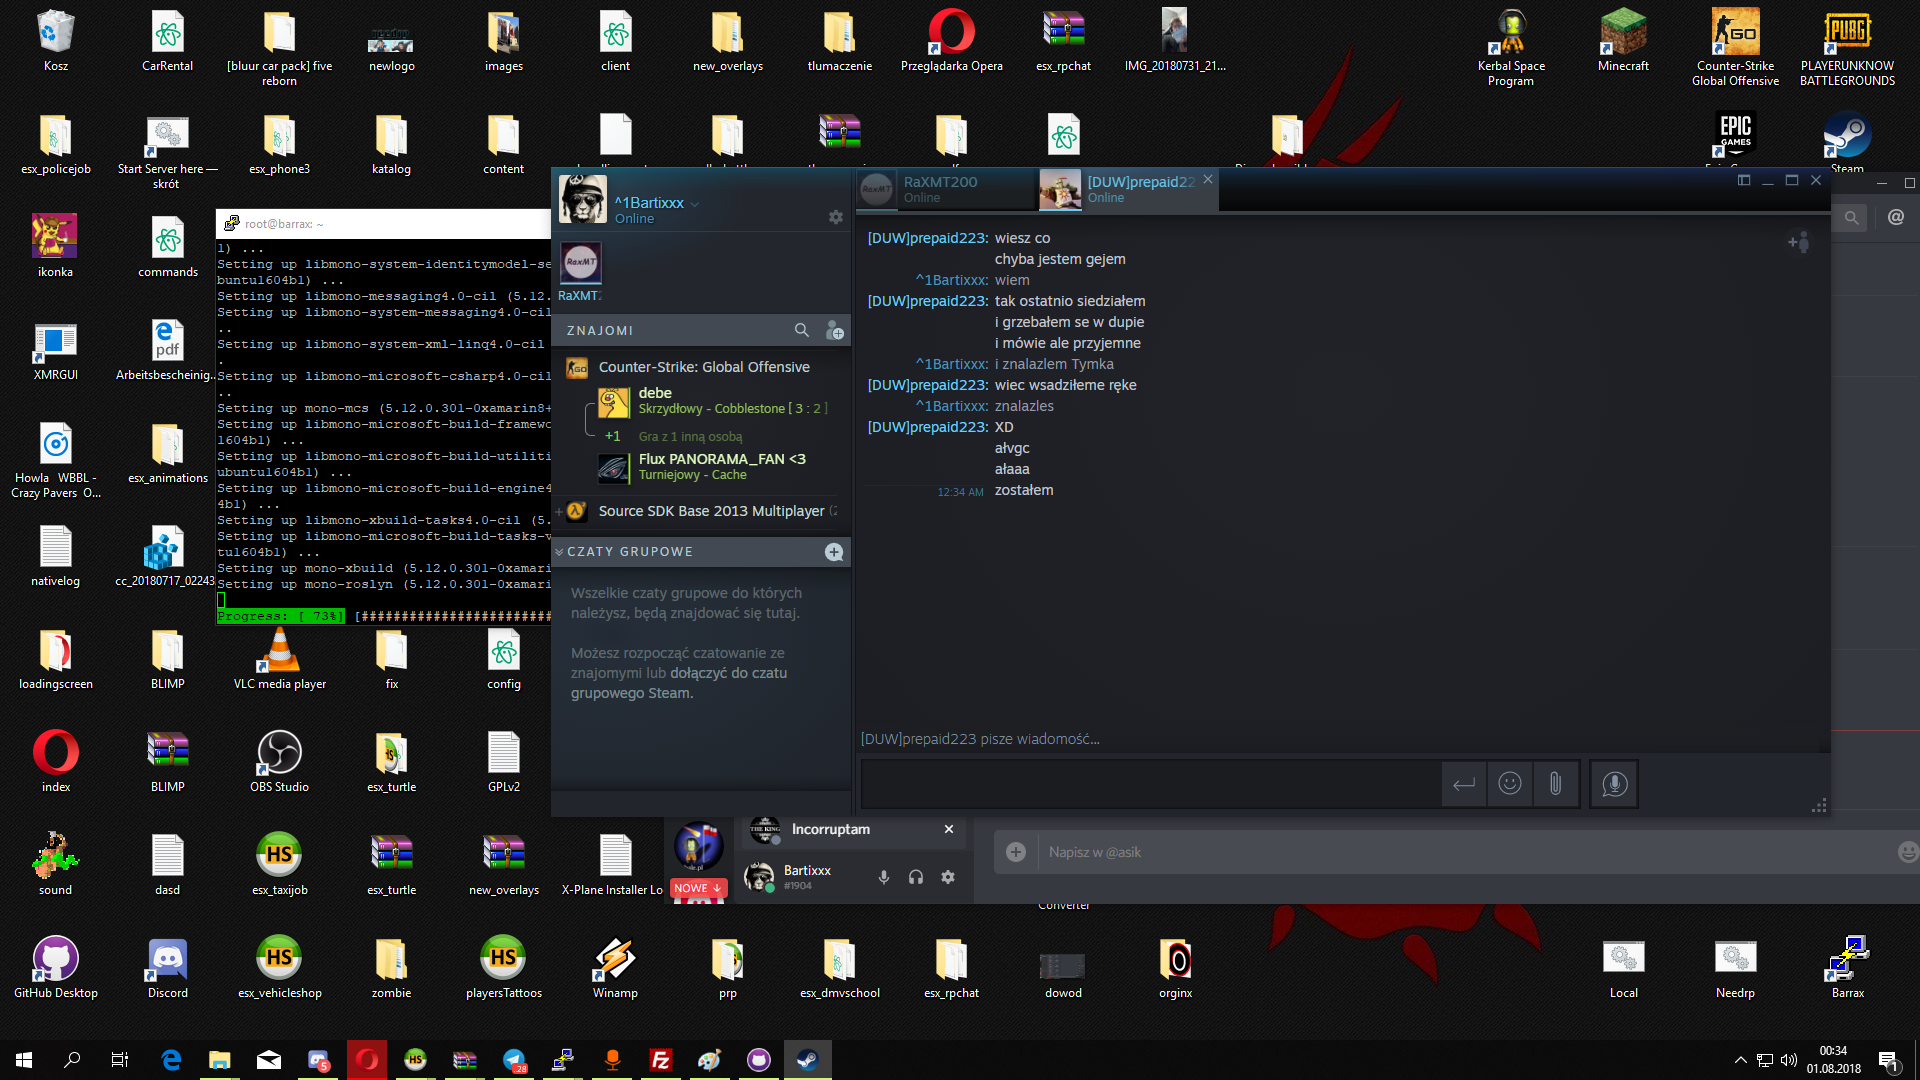 Kosz
CarRental
[bluur car pack] five
reborn
newlogo
images
client
new_overlays
tlumaczenie
Przeglądarka Opera
esx_rpchat
IMG_20180731_21...
Kerbal Space
Program
Minecraft
Counter-Strike
Global Offensive
PLAYERUNKNOW
BATTLEGROUNDS
esx_policejob
Start Server here —
skrót
esx_phone3
katalog
content
Steam
ikonka
commands
XMRGUI
Arbeitsbescheinig...
Howla WBBL -
Crazy Pavers O...
esx_animations
nativelog
cc_20180717_02243
root@barrax: ~
l) ...
Setting up libmono-system-identitymodel-se
buntu1604b1) ...
Setting up libmono-messaging4.0-cil (5.12.
Setting up libmono-system-messaging4.0-cil
..
Setting up libmono-system-xml-linq4.0-cil
.
Setting up libmono-microsoft-csharp4.0-cil
..
Setting up mono-mcs (5.12.0.301-0xamarin8+
Setting up libmono-microsoft-build-framewo
1604b1) ...
Setting up libmono-microsoft-build-utiliti
ubuntu1604b1) ...
Setting up libmono-microsoft-build-engine4
4b1) ...
Setting up libmono-xbuild-tasks4.0-cil (5.
Setting up libmono-microsoft-build-tasks-v
tu1604b1) ...
Setting up mono-xbuild (5.12.0.301-0xamari
Setting up mono-roslyn (5.12.0.301-0xamari
Progress: [ 73%] [########################
^1Bartixxx
Online
RaXMT
RaXMT
ZNAJOMI
Counter-Strike: Global Offensive
debe
Skrzydłowy - Cobblestone [ 3 : 2 ]
+1 Gra z 1 inną osobą
Flux PANORAMA_FAN <3
Turniejowy - Cache
Source SDK Base 2013 Multiplayer (2
CZATY GRUPOWE
Wszelkie czaty grupowe do których
należysz, będą znajdować się tutaj.
Możesz rozpocząć czatowanie ze
znajomymi lub dołączyć do czatu
grupowego Steam.
RaXMT200
Online
[DUW]prepaid22
Online
[DUW]prepaid223: wiesz co
chyba jestem gejem
^1Bartixxx: wiem
[DUW]prepaid223: tak ostatnio siedziałem
i grzebałem se w dupie
i mówie ale przyjemne
^1Bartixxx: i znalazlem Tymka
[DUW]prepaid223: wiec wsadziłeme ręke
^1Bartixxx: znalazles
[DUW]prepaid223: XD
ałvgc
ałaaa
12:34 AM zostałem
[DUW]prepaid223 pisze wiadomość...
loadingscreen
BLIMP
VLC media player
fix
config
index
BLIMP
OBS Studio
esx_turtle
GPLv2
sound
dasd
esx_taxijob
esx_turtle
new_overlays
X-Plane Installer Lo
THE KING
Incorruptam
NOWE ↓
Bartixxx
#1904
Napisz w @asik
Converter
GitHub Desktop
Discord
esx_vehicleshop
zombie
playersTattoos
Winamp
prp
esx_dmvschool
esx_rpchat
dowod
orginx
Local
Needrp
Barrax
00:34
01.08.2018